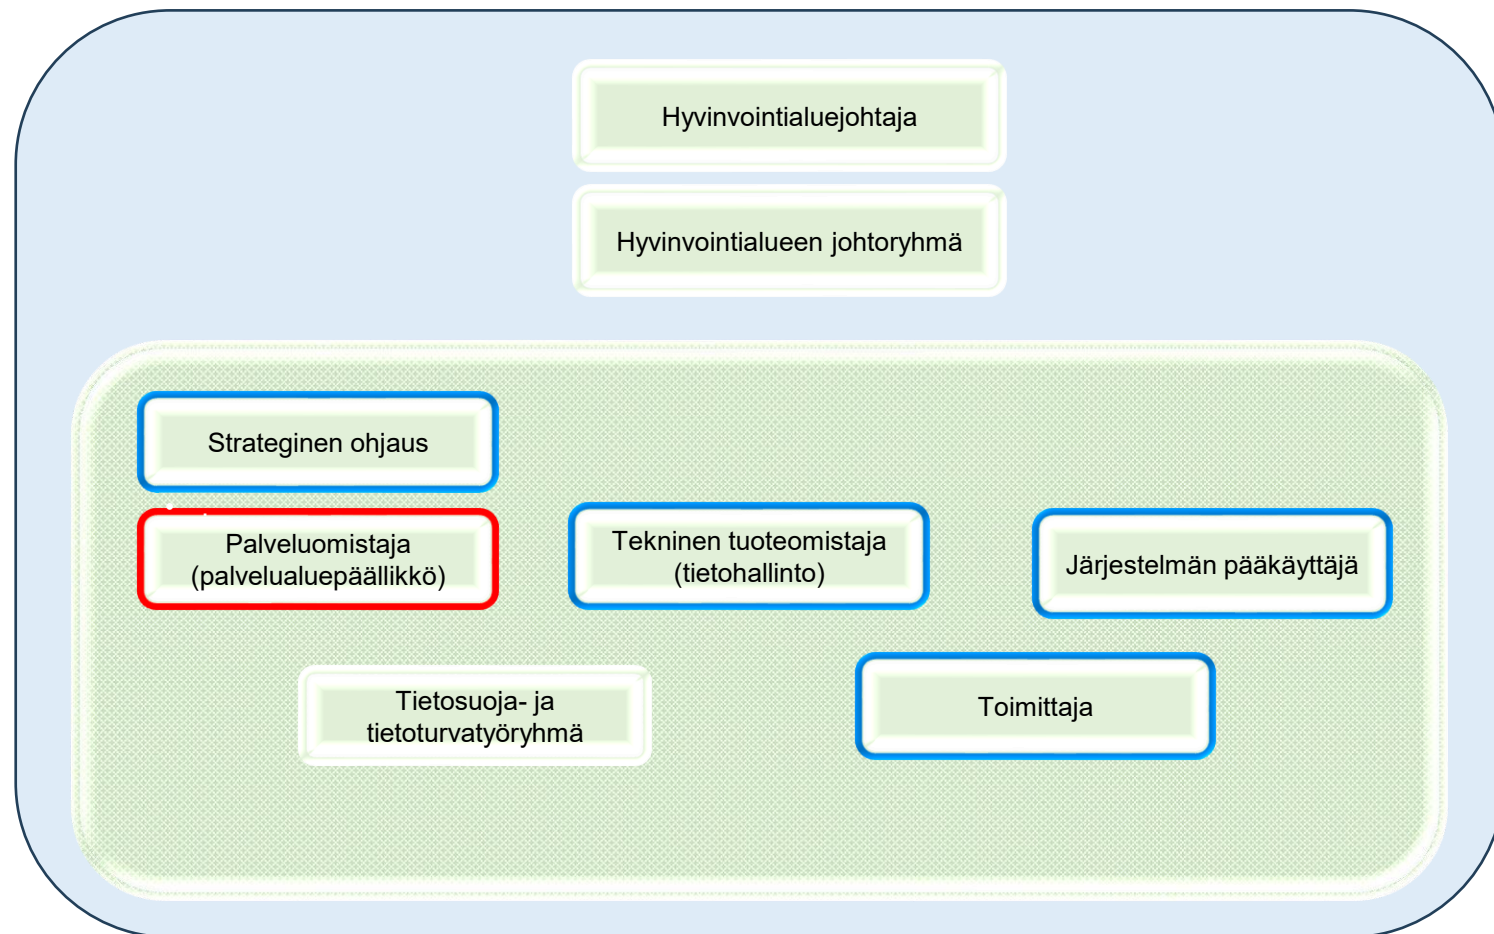 Hyvinvointialuejohtaja
Hyvinvointialueen johtoryhmä
Strateginen ohjaus
Palveluomistaja
(palvelualuepäällikkö)
Tekninen tuoteomistaja
(tietohallinto)
Järjestelmän pääkäyttäjä
Tietosuoja- ja
tietoturvatyöryhmä
Toimittaja